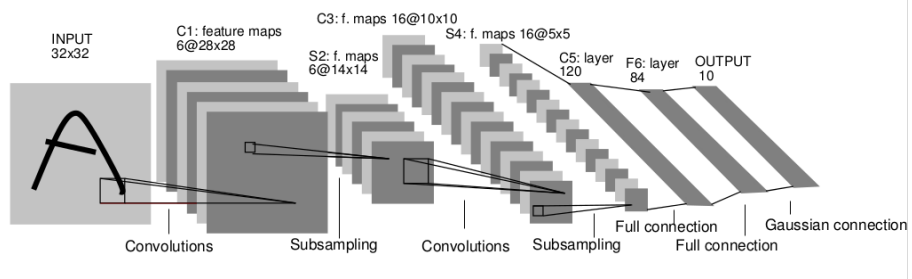 INPUT
32x32
C1: feature maps
6@28x28
S2: f. maps
6@14x14
C3: f. maps 16@10x10
S4: f. maps 16@5x5
C5: layer
120
F6: layer
84
OUTPUT
10
Convolutions
Subsampling
Convolutions
Subsampling
Full connection
Full connection
Gaussian connection